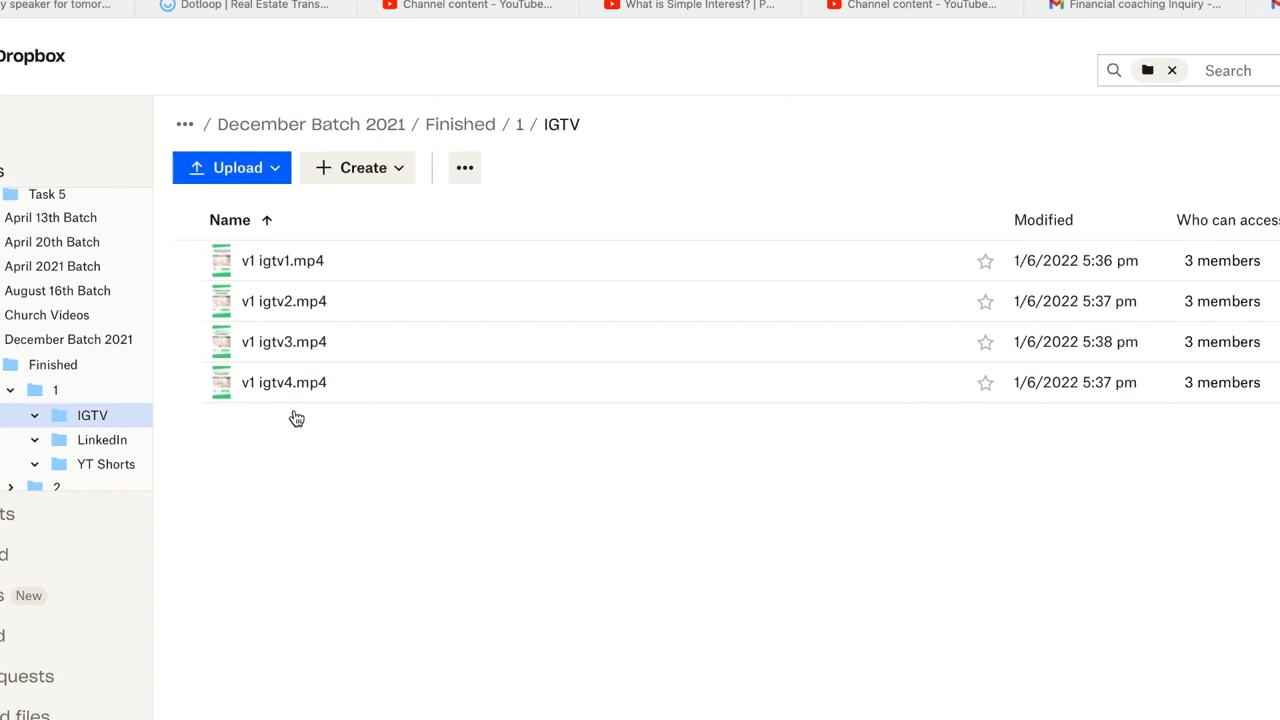 y speaker for tomor...
Dotloop | Real Estate Trans...
Channel content - YouTube...
What is Simple Interest? | P...
Channel content - YouTube...
Financial coaching Inquiry -...
Dropbox
Search
••• / December Batch 2021 / Finished / 1 / IGTV
Upload
Create
•••
Name
Modified
Who can access
v1 igtv1.mp4 1/6/2022 5:36 pm 3 members
v1 igtv2.mp4 1/6/2022 5:37 pm 3 members
v1 igtv3.mp4 1/6/2022 5:38 pm 3 members
v1 igtv4.mp4 1/6/2022 5:37 pm 3 members
s
Task 5
April 13th Batch
April 20th Batch
April 2021 Batch
August 16th Batch
Church Videos
December Batch 2021
Finished
1
IGTV
LinkedIn
YT Shorts
2
ts
d
s New
d
quests
d files